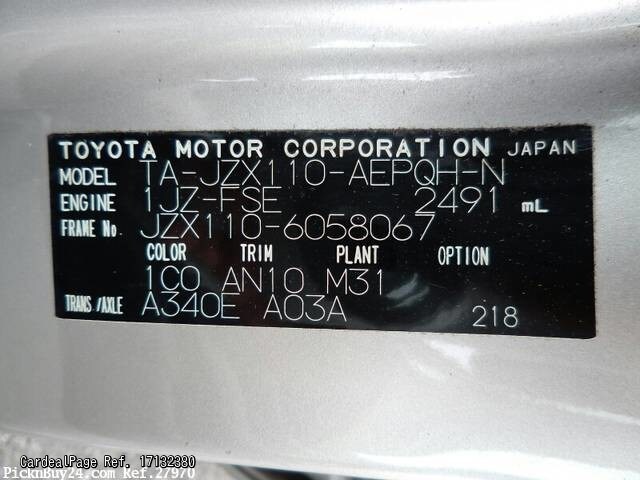 TOYOTA MOTOR CORPORATION JAPAN
MODEL TA-JZX110-AEPQH-N
ENGINE 1JZ-FSE 2491 mL
FRAME No JZX110-6058067
COLOR TRIM PLANT OPTION
1C0 AN10 M31
TRANS./AXLE A340E A03A 218
CardealPage Ref. 17132380
PicknBuy24.com Ref.27970